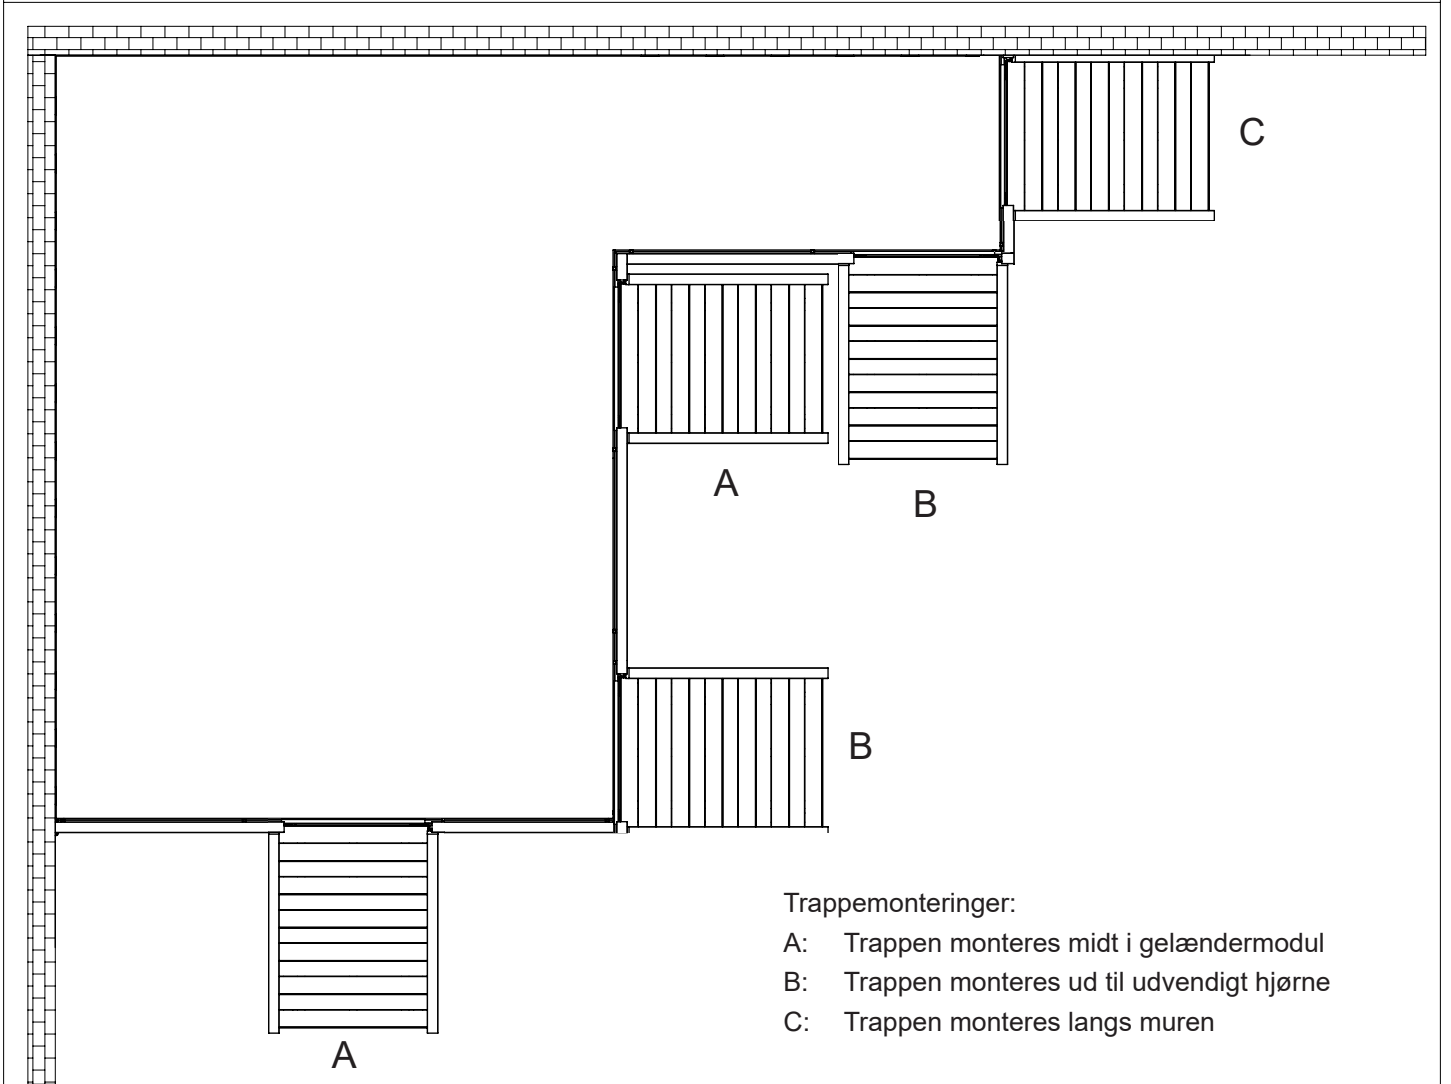 C
A
B
B
Trappemonteringer:
A: Trappen monteres midt i gelændermodul
B: Trappen monteres ud til udvendigt hjørne
C: Trappen monteres langs muren
A